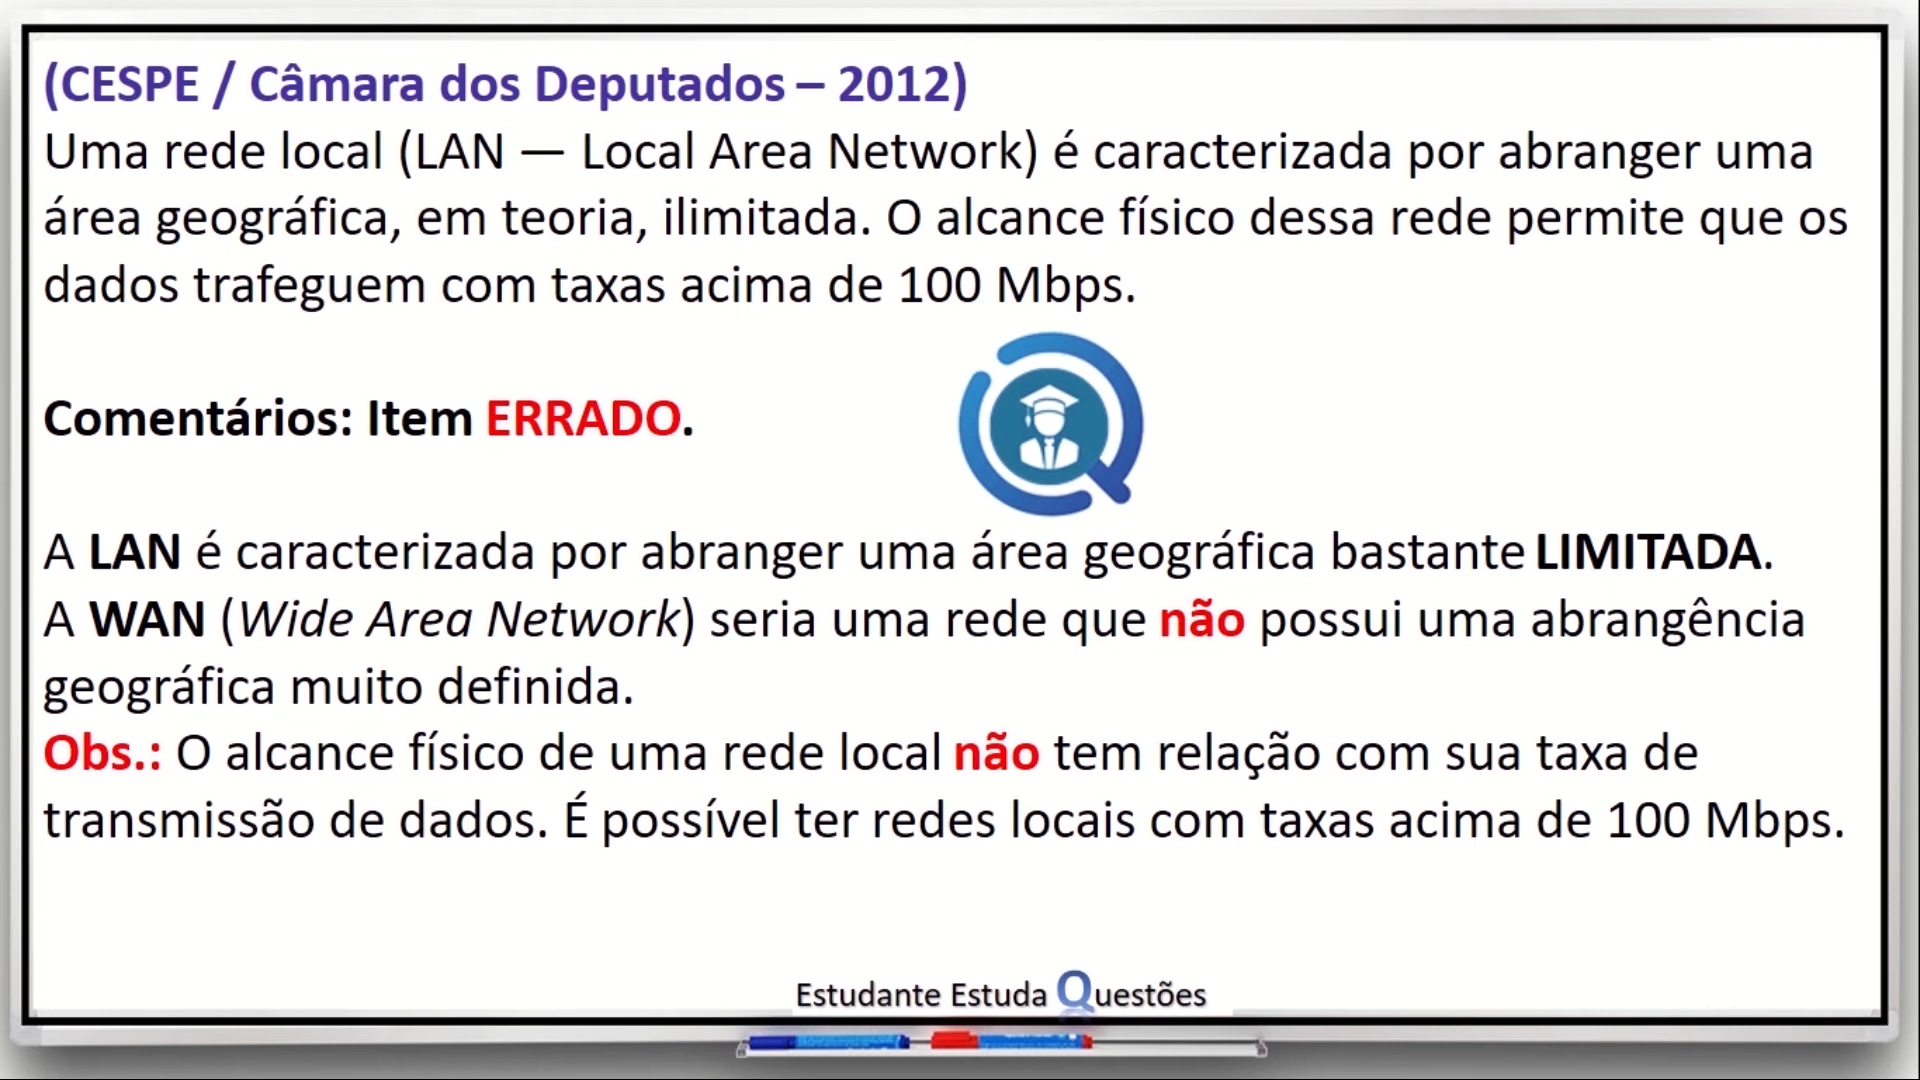 (CESPE / Câmara dos Deputados – 2012)
Uma rede local (LAN — Local Area Network) é caracterizada por abranger uma
área geográfica, em teoria, ilimitada. O alcance físico dessa rede permite que os
dados trafeguem com taxas acima de 100 Mbps.
Comentários: Item ERRADO.
A LAN é caracterizada por abranger uma área geográfica bastante LIMITADA.
A WAN (Wide Area Network) seria uma rede que não possui uma abrangência
geográfica muito definida.
Obs.: O alcance físico de uma rede local não tem relação com sua taxa de
transmissão de dados. É possível ter redes locais com taxas acima de 100 Mbps.
Estudante Estuda Questões